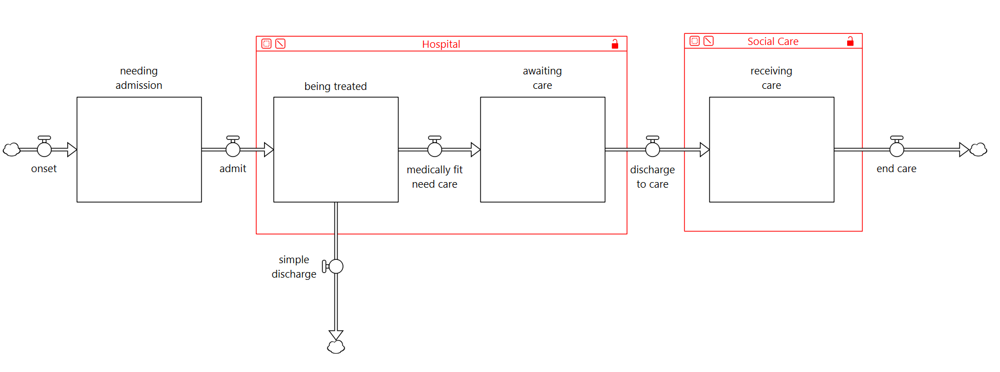 Hospital
Social Care
needing
admission
being treated
awaiting
care
receiving
care
onset
admit
medically fit
need care
discharge
to care
end care
simple
discharge